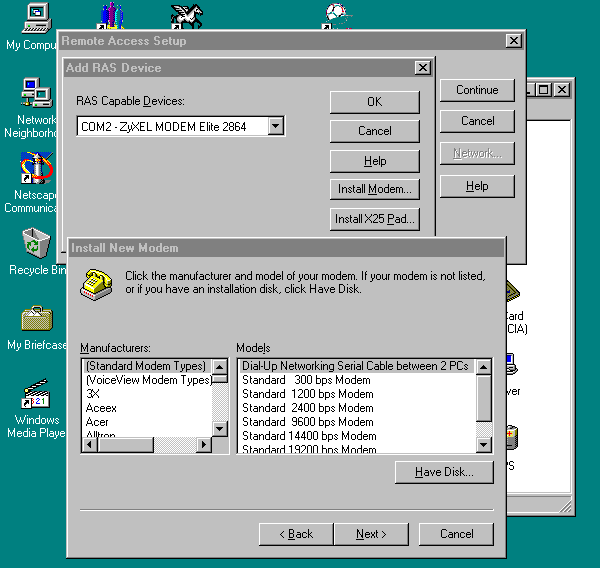 My Compu
Network
Neighborho
Netscape
Communica
Recycle Bin
My Briefcase
Windows
Media Playe
Remote Access Setup
Continue
Cancel
Network...
Help
Add RAS Device
RAS Capable Devices:
COM2 - ZyXEL MODEM Elite 2864
OK
Cancel
Help
Install Modem...
Install X25 Pad...
Install New Modem
Click the manufacturer and model of your modem. If your modem is not listed,
or if you have an installation disk, click Have Disk.
Manufacturers:
(Standard Modem Types)
(VoiceView Modem Types)
3X
Aceex
Acer
Alltron
Models
Dial-Up Networking Serial Cable between 2 PCs
Standard 300 bps Modem
Standard 1200 bps Modem
Standard 2400 bps Modem
Standard 9600 bps Modem
Standard 14400 bps Modem
Standard 19200 bps Modem
Have Disk...
< Back
Next >
Cancel
Card
CIA)
ver
PS